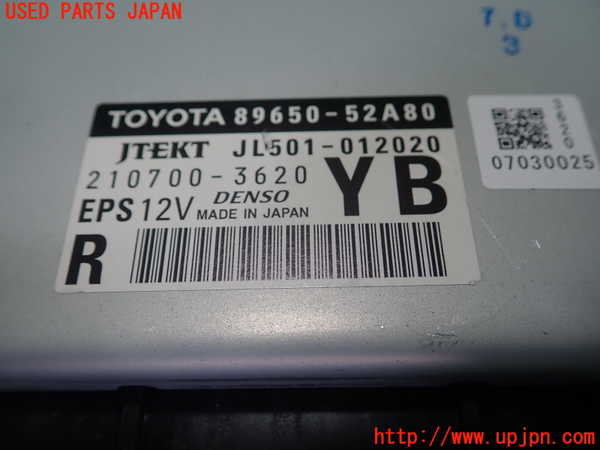 USED PARTS JAPAN
7.6
3
TOYOTA 89650-52A80
JTEKT JL501-012020
210700-3620
DENSO
YB
EPS 12V MADE IN JAPAN
R
3620
07030025
www.upjpn.com